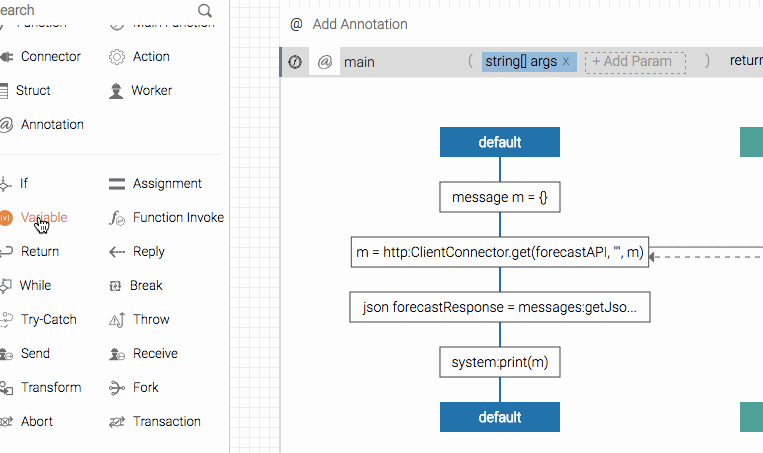 earch
Function Main Function
Connector Action
Struct Worker
Annotation
If Assignment
Variable Function Invoke
Return Reply
While Break
Try-Catch Throw
Send Receive
Transform Fork
Abort Transaction
@ Add Annotation
@ main ( string[] args x + Add Param ) return
default
message m = {}
m = http:ClientConnector.get(forecastAPI, "", m)
json forecastResponse = messages:getJso...
system:print(m)
default